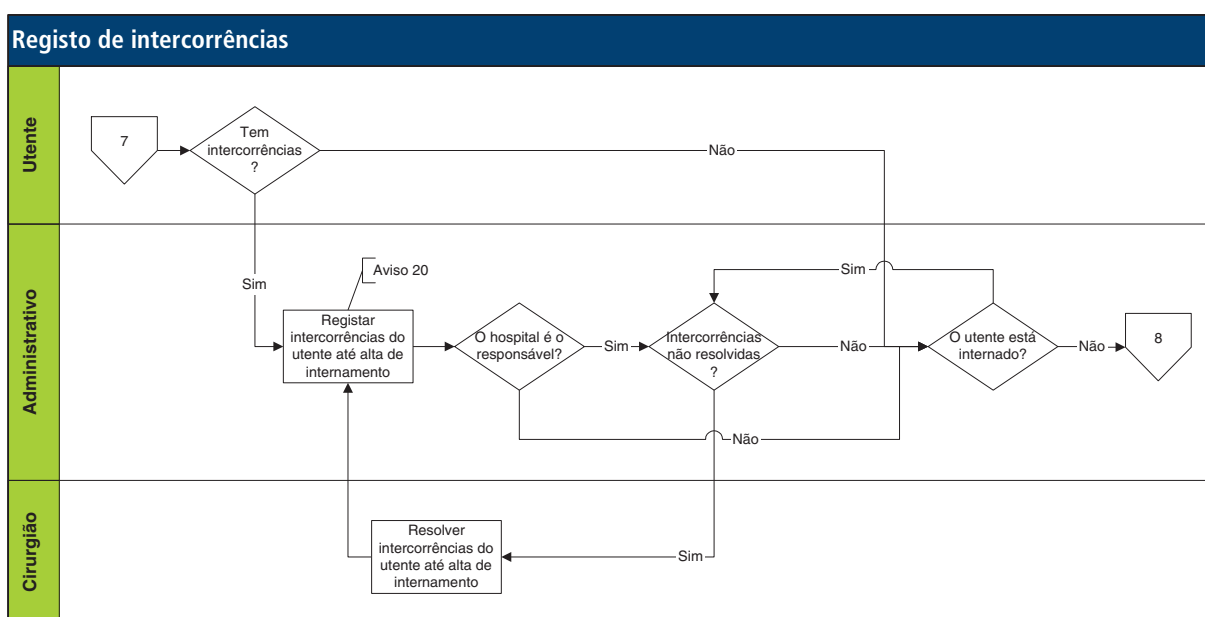 Registo de intercorrências
Utente
7
Tem
intercorrências
?
Não
Administrativo
Sim
Aviso 20
Registar
intercorrências do
utente até alta de
internamento
O hospital é o
responsável?
Sim
Intercorrências
não resolvidas
?
Sim
Não
O utente está
internado?
Não
8
Não
Cirurgião
Resolver
intercorrências do
utente até alta de
internamento
Sim